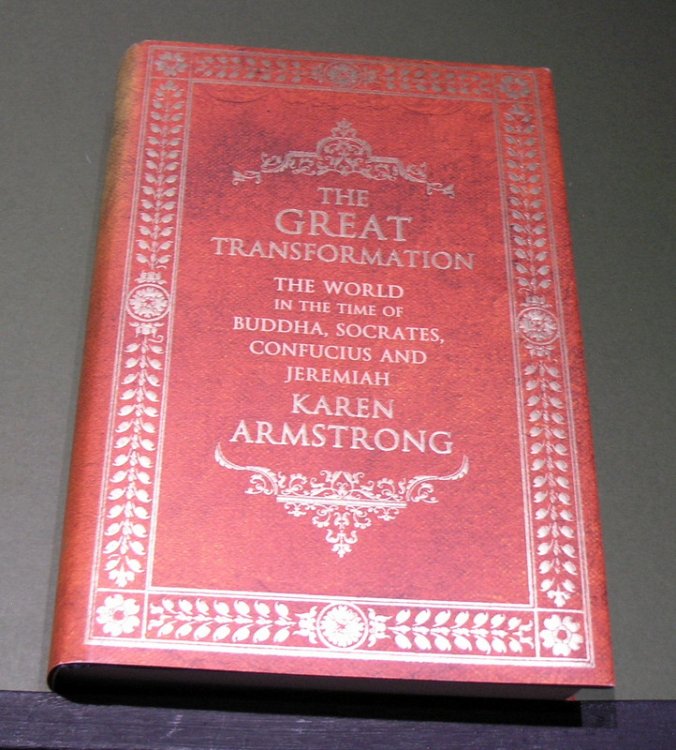 THE
GREAT
TRANSFORMATION
THE WORLD
IN THE TIME OF
BUDDHA, SOCRATES,
CONFUCIUS AND
JEREMIAH
KAREN
ARMSTRONG